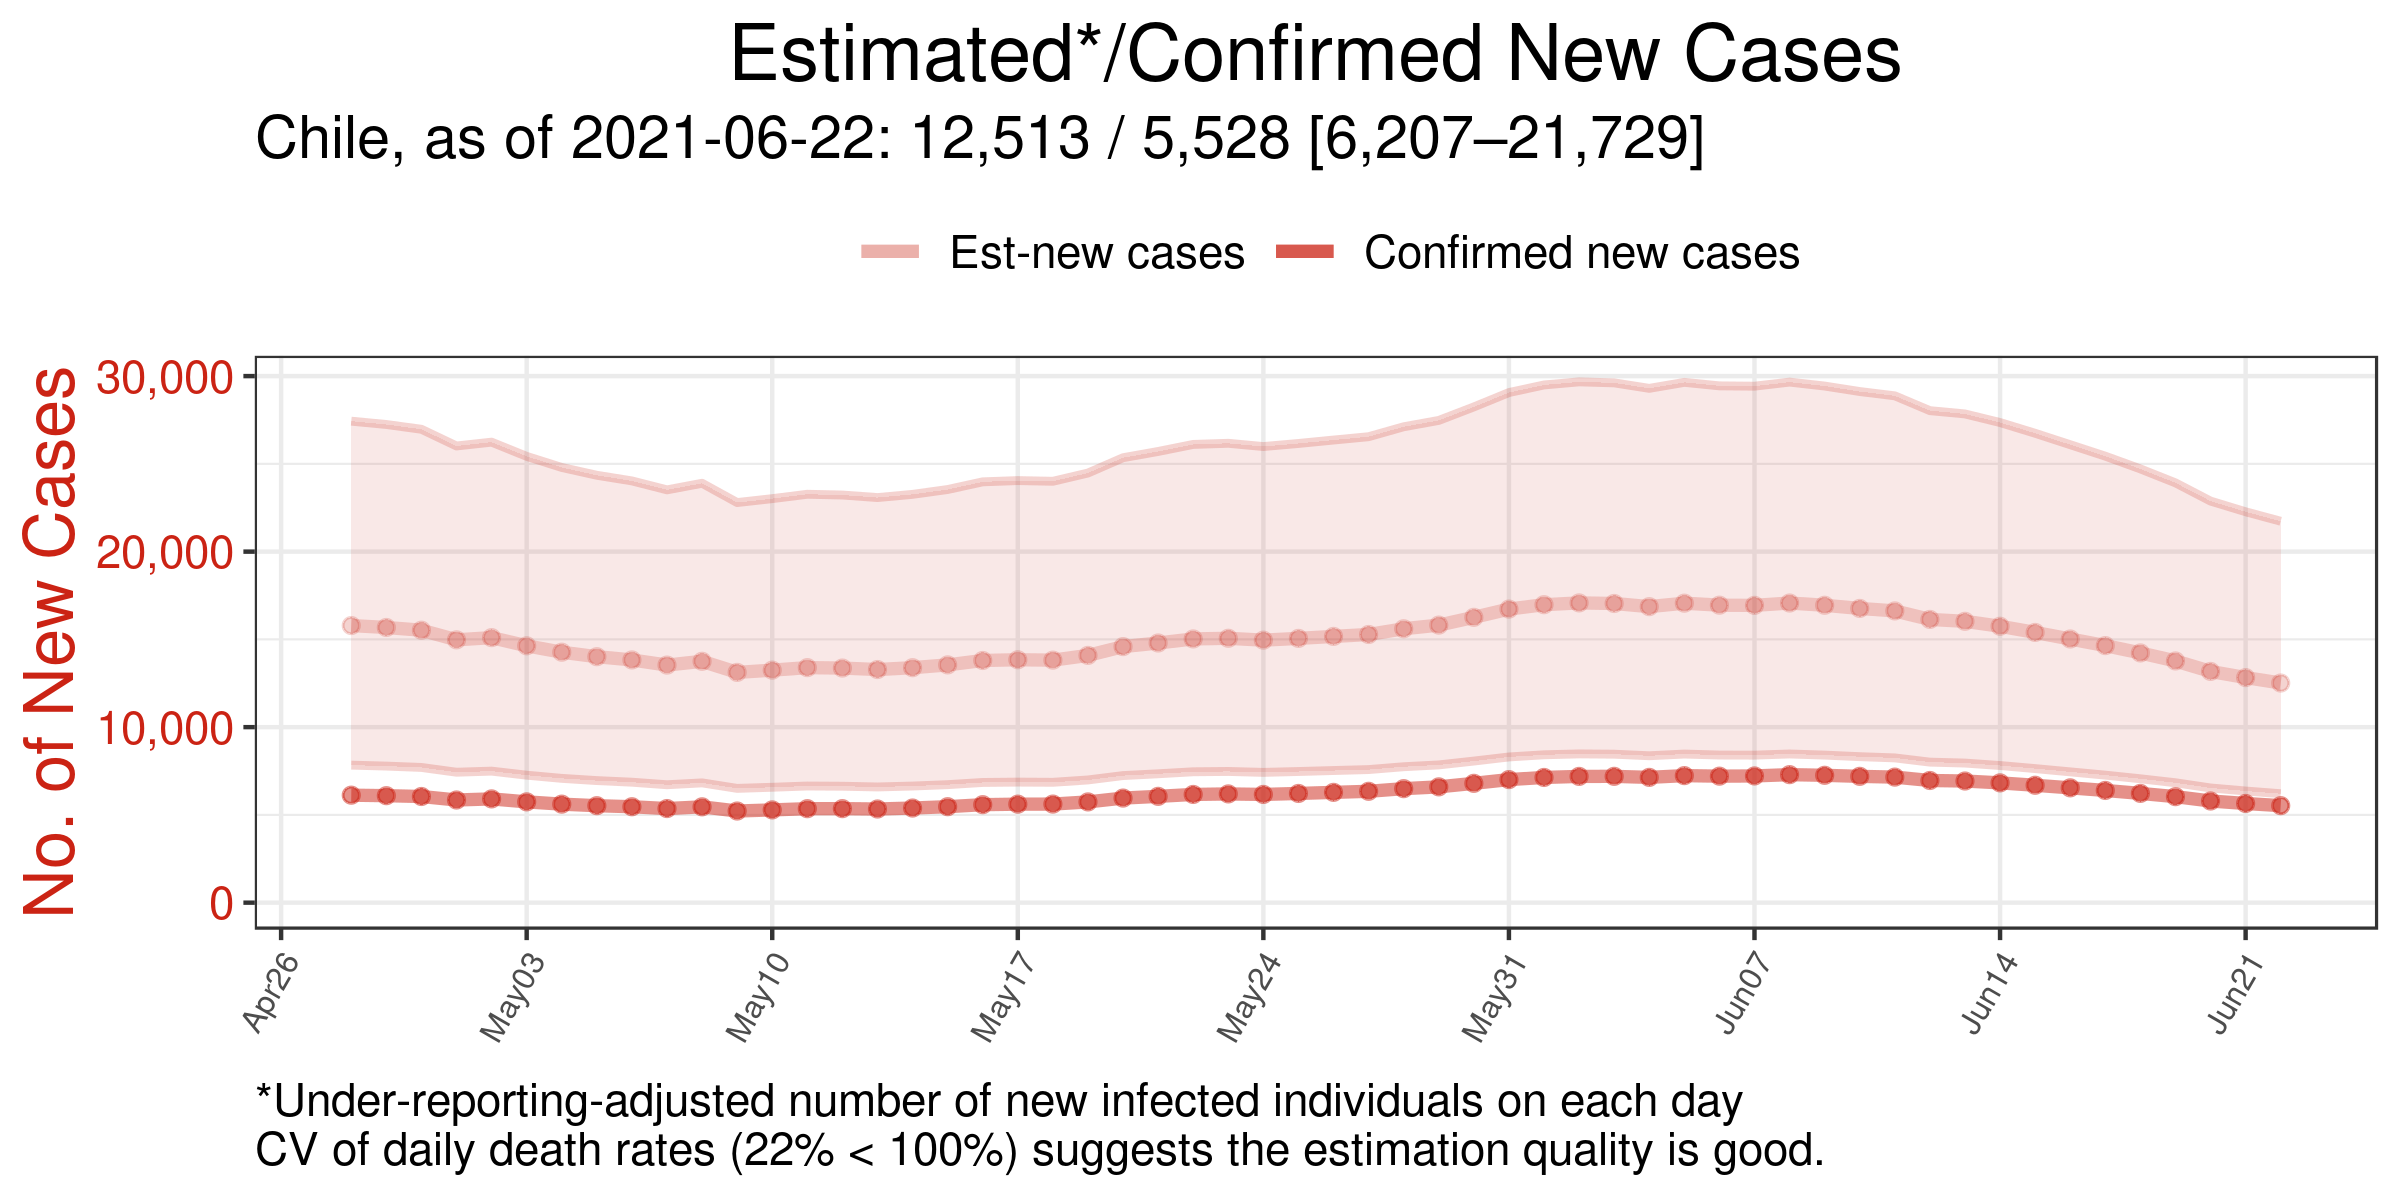 Estimated*/Confirmed New Cases
Chile, as of 2021-06-22: 12,513 / 5,528 [6,207–21,729]
Est-new cases
Confirmed new cases
No. of New Cases
30,000
20,000
10,000
0
Apr26
May03
May10
May17
May24
May31
Jun07
Jun14
Jun21
*Under-reporting-adjusted number of new infected individuals on each day
CV of daily death rates (22% < 100%) suggests the estimation quality is good.